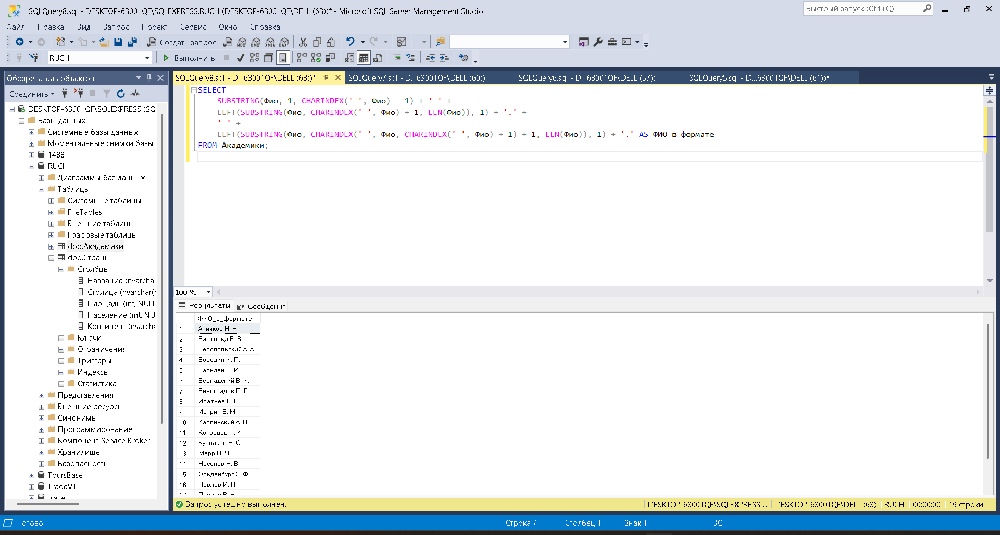 SQLQuery8.sql - DESKTOP-63001QF\SQLEXPRESS.RUCH (DESKTOP-63001QF\DELL (63))* - Microsoft SQL Server Management Studio
Быстрый запуск (Ctrl+Q)
Файл Правка Вид Запрос Проект Сервис Окно Справка
Создать запрос MDX DMX XMLA DAX
RUCH Выполнить
Обозреватель объектов
Соединить
DESKTOP-63001QF\SQLEXPRESS (SQ
Базы данных
Системные базы данных
Моментальные снимки базы
1488
RUCH
Диаграммы баз данных
Таблицы
Системные таблицы
FileTables
Внешние таблицы
Графовые таблицы
dbo.Академики
dbo.Страны
Столбцы
Название (nvarchar
Столица (nvarchar(
Площадь (int, NULL
Население (int, NU
Континент (nvarcha
Ключи
Ограничения
Триггеры
Индексы
Статистика
Представления
Внешние ресурсы
Синонимы
Программирование
Компонент Service Broker
Хранилище
Безопасность
ToursBase
TradeV1
travel
SQLQuery8.sql - D...63001QF\DELL (63))* SQLQuery7.sql - D...63001QF\DELL (60)) SQLQuery6.sql - D...63001QF\DELL (57)) SQLQuery5.sql - D...63001QF\DELL (61))*
SELECT
SUBSTRING(Фио, 1, CHARINDEX(' ', Фио) - 1) + ' ' +
LEFT(SUBSTRING(Фио, CHARINDEX(' ', Фио) + 1, LEN(Фио)), 1) + '.' +
' ' +
LEFT(SUBSTRING(Фио, CHARINDEX(' ', Фио, CHARINDEX(' ', Фио) + 1) + 1, LEN(Фио)), 1) + '.' AS ФИО_в_формате
FROM Академики;
100 %
Результаты Сообщения
ФИО_в_формате
1 Аничков Н. Н.
2 Бартольд В. В.
3 Белопольский А. А.
4 Бородин И. П.
5 Вальден П. И.
6 Вернадский В. И.
7 Виноградов П. Г.
8 Ипатьев В. Н.
9 Истрин В. М.
10 Карпинский А. П.
11 Коковцов П. К.
12 Курнаков Н. С.
13 Марр Н. Я.
14 Насонов Н. В.
15 Ольденбург С. Ф.
16 Павлов И. П.
17
Запрос успешно выполнен.
DESKTOP-63001QF\SQLEXPRESS ... DESKTOP-63001QF\DELL (63) RUCH 00:00:00 19 строки
Готово Строка 7 Столбец 1 Знак 1 ВСТ